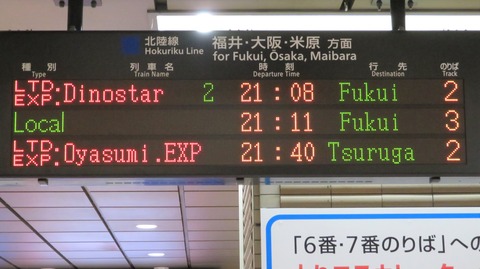 北陸線 福井・大阪・米原 方面
Hokuriku Line for Fukui, Osaka, Maibara
種別 列車名 時刻 行先 のりば
Type Train Name Departure Time Destination Track
LTD.EXP:Dinostar 2 21:08 Fukui 2
Local 21:11 Fukui 3
LTD.EXP:Oyasumi.EXP 21:40 Tsuruga 2
「6番・7番のりば」への